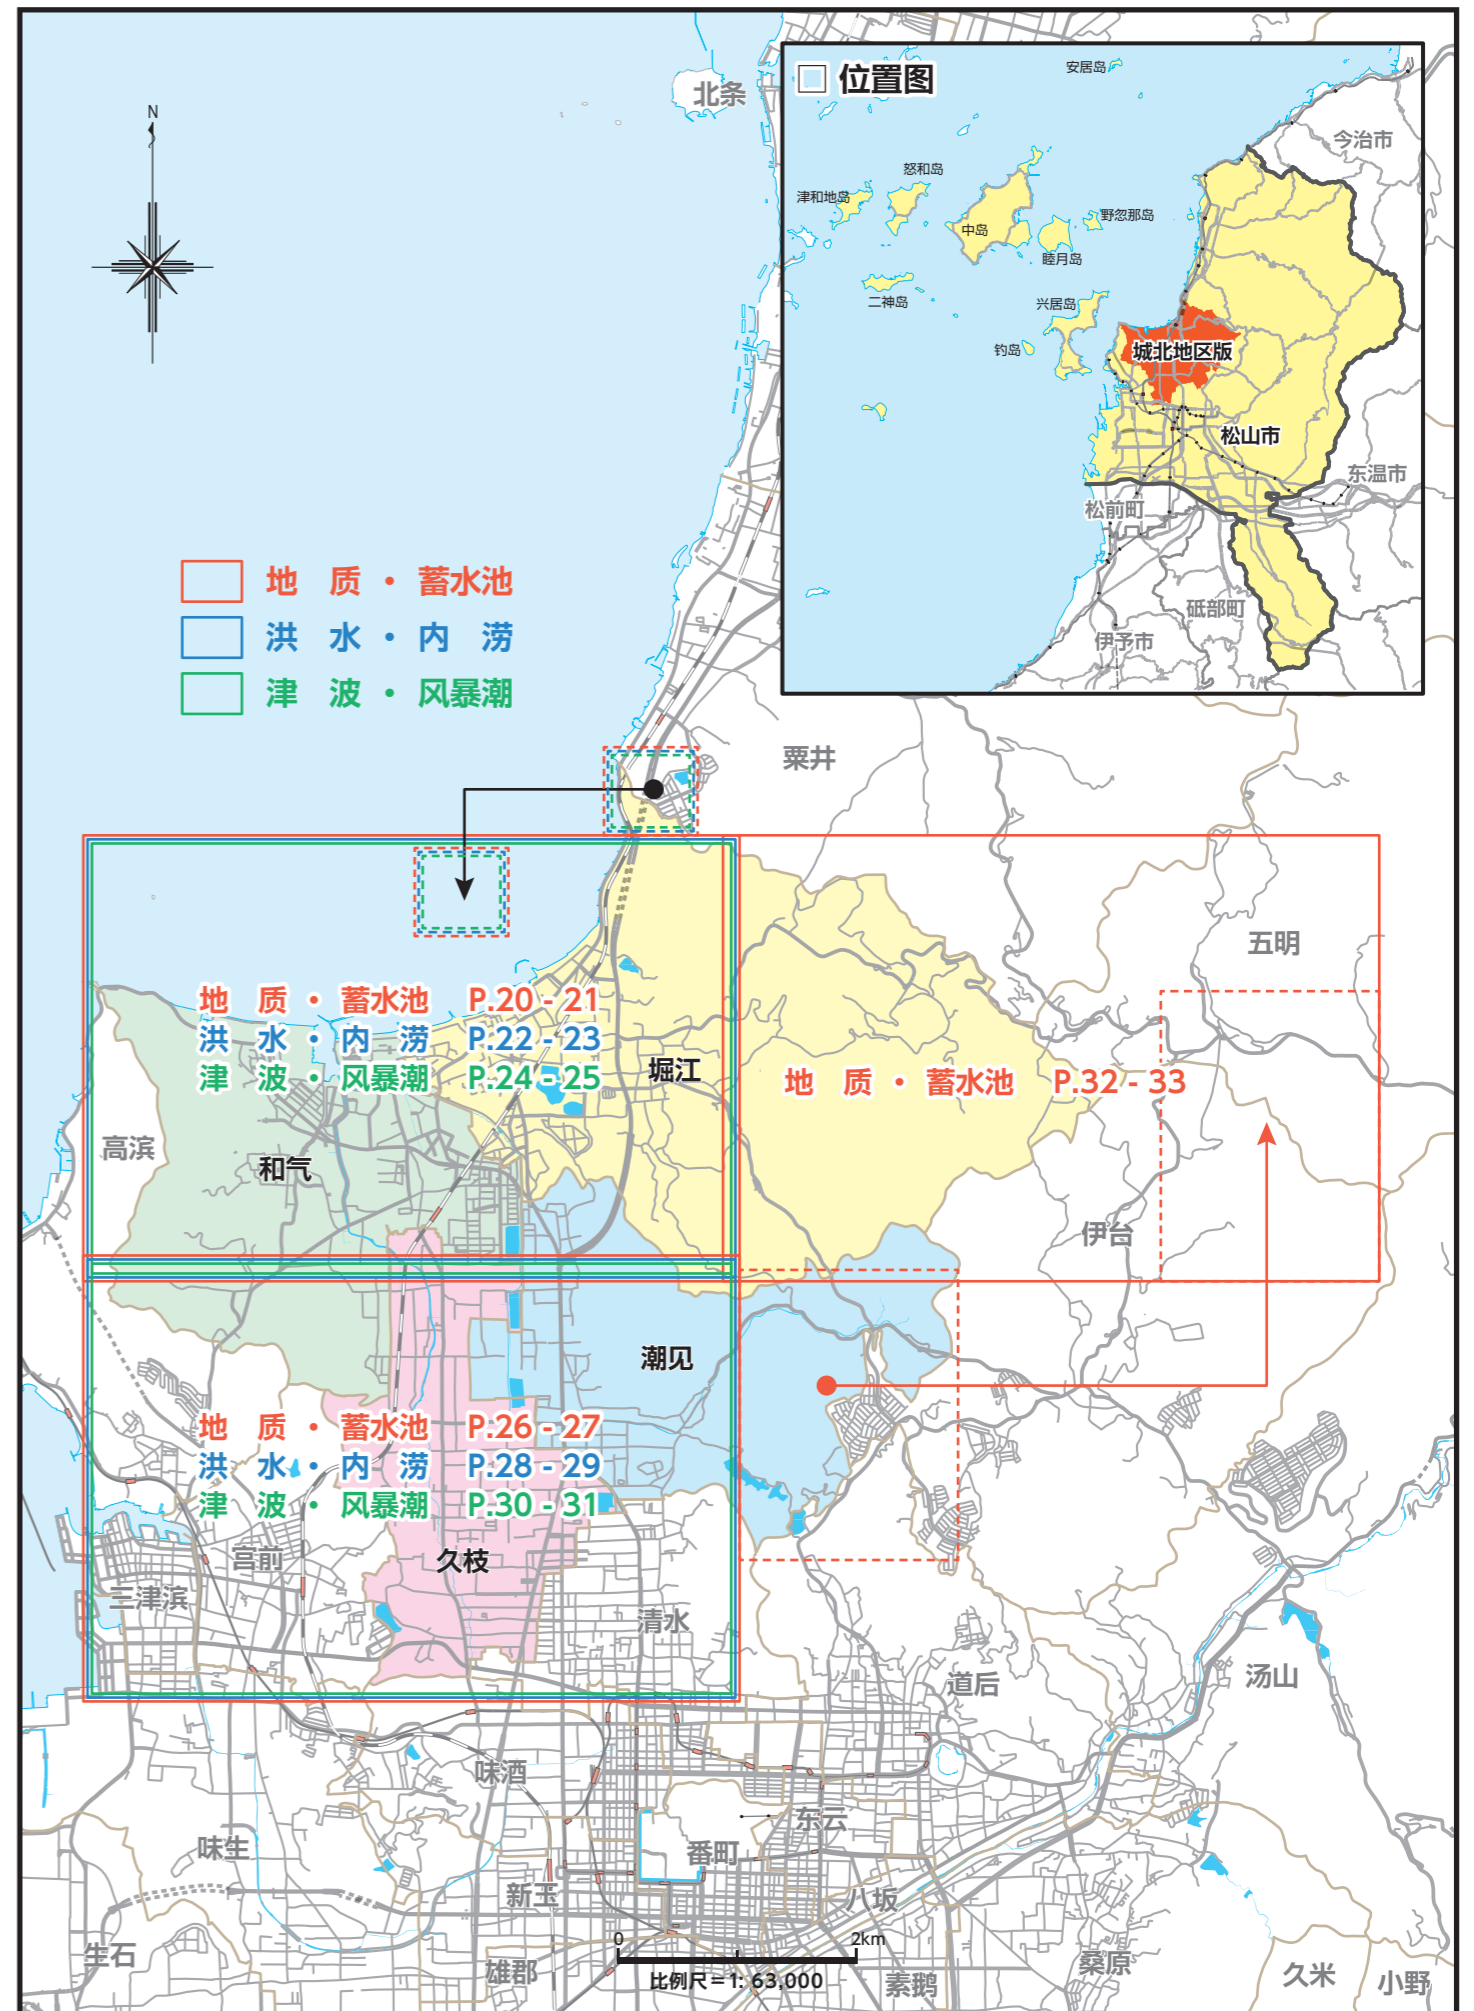 N
北条
□ 位置图
安居岛
今治市
怒和岛
津和地岛
野忽那岛
中岛
睦月岛
二神岛
兴居岛
钓岛
城北地区版
松山市
东温市
松前町
砥部町
伊予市
地 质 · 蓄水池
洪 水 · 内 涝
津 波 · 风暴潮
粟井
五明
地 质 · 蓄水池 P.20 - 21
洪 水 · 内 涝 P.22 - 23
津 波 · 风暴潮 P.24 - 25
堀江
地 质 · 蓄水池 P.32 - 33
高滨
和气
伊台
潮见
地 质 · 蓄水池 P.26 - 27
洪 水 · 内 涝 P.28 - 29
津 波 · 风暴潮 P.30 - 31
宫前
久枝
三津滨
清水
道后
汤山
味酒
东云
味生
番町
新玉
八坂
0 2km
生石
雄郡
比例尺＝1: 63,000
素鹅
桑原
久米
小野